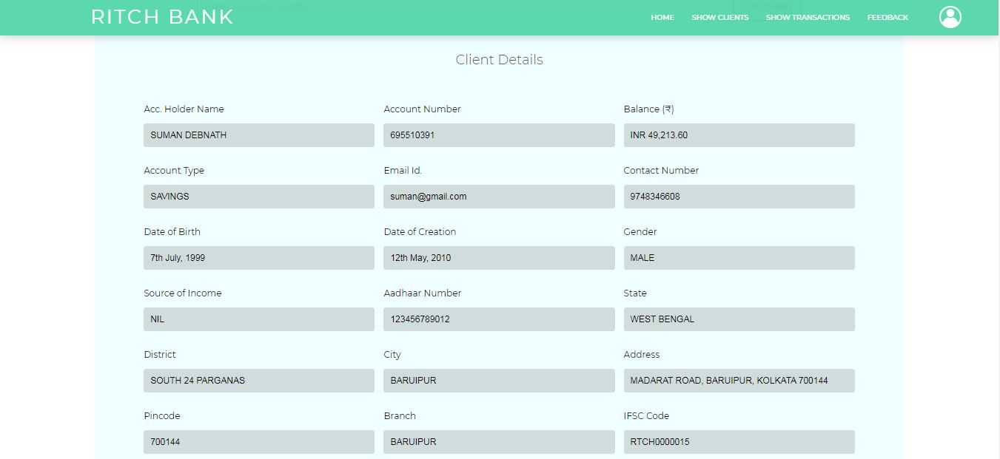 Enter Account Number Find Details
RITCH BANK HOME SHOW CLIENTS SHOW TRANSACTIONS FEEDBACK
Client Details
Acc. Holder Name Account Number Balance (₹)
SUMAN DEBNATH 695510391 INR 49,213.60
Account Type Email Id. Contact Number
SAVINGS suman@gmail.com 9748346608
Date of Birth Date of Creation Gender
7th July, 1999 12th May, 2010 MALE
Source of Income Aadhaar Number State
NIL 123456789012 WEST BENGAL
District City Address
SOUTH 24 PARGANAS BARUIPUR MADARAT ROAD, BARUIPUR, KOLKATA 700144
Pincode Branch IFSC Code
700144 BARUIPUR RTCH0000015